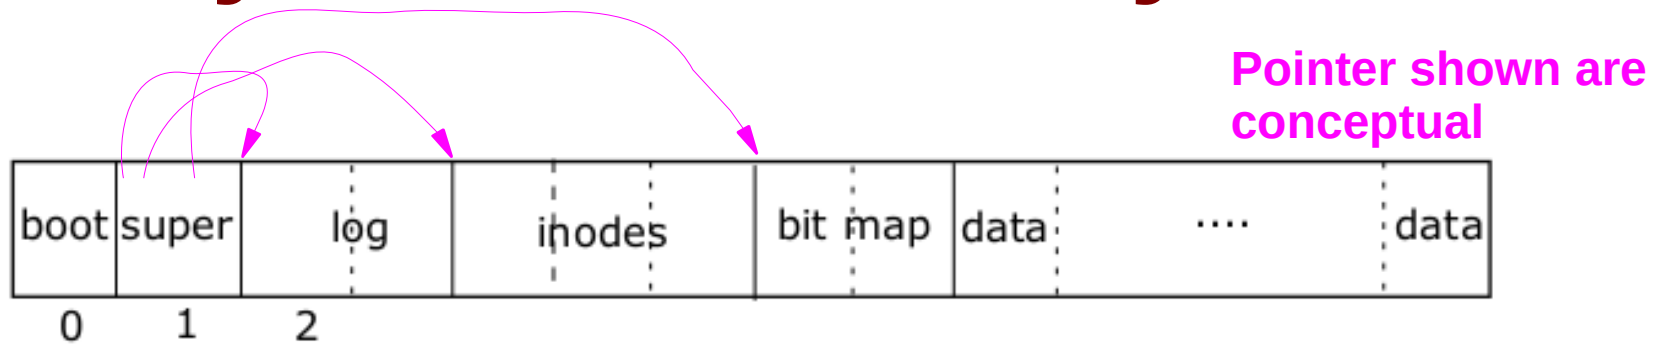 Pointer shown are
conceptual
boot super log inodes bit map data .... data
0 1 2